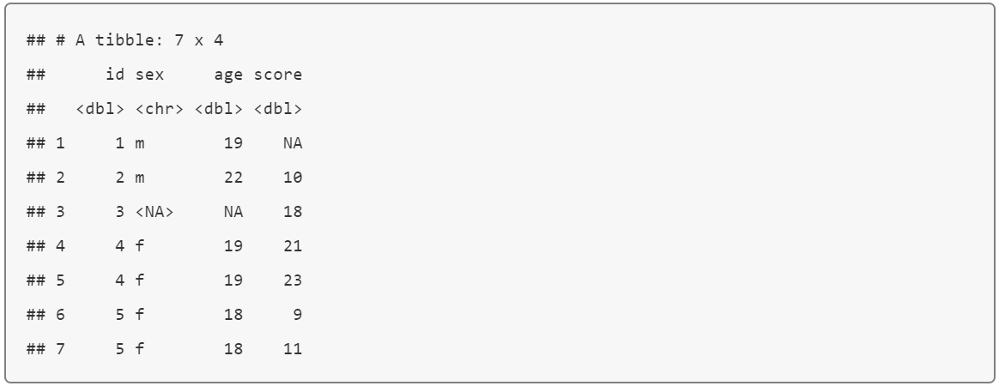 ## # A tibble: 7 x 4
##      id sex     age score
##   <dbl> <chr> <dbl> <dbl>
## 1     1 m        19    NA
## 2     2 m        22    10
## 3     3 <NA>     NA    18
## 4     4 f        19    21
## 5     4 f        19    23
## 6     5 f        18     9
## 7     5 f        18    11